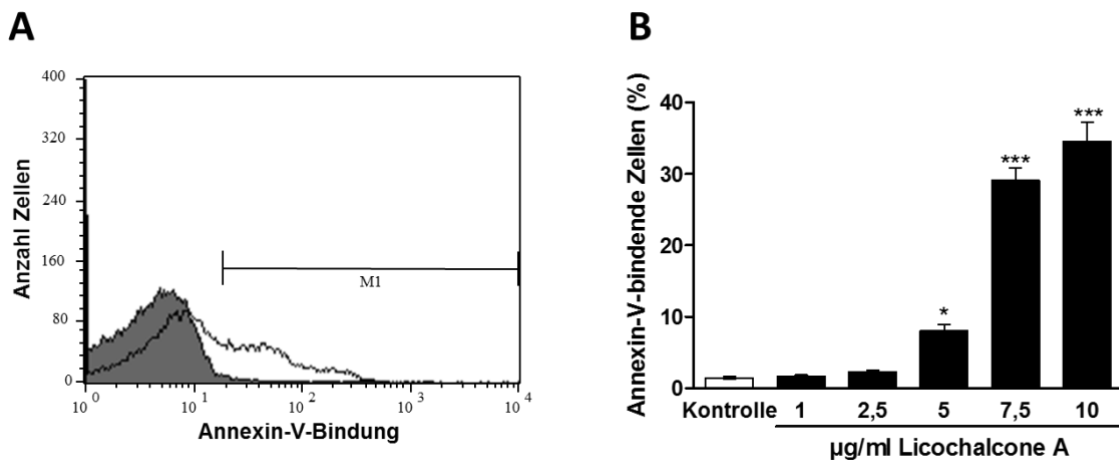 A
Anzahl Zellen
400
320
240
160
80
0
M1
10^0 10^1 10^2 10^3 10^4
Annexin-V-Bindung
B
Annexin-V-bindende Zellen (%)
40
30
20
10
0
*
***
***
Kontrolle 1 2,5 5 7,5 10
µg/ml Licochalcone A